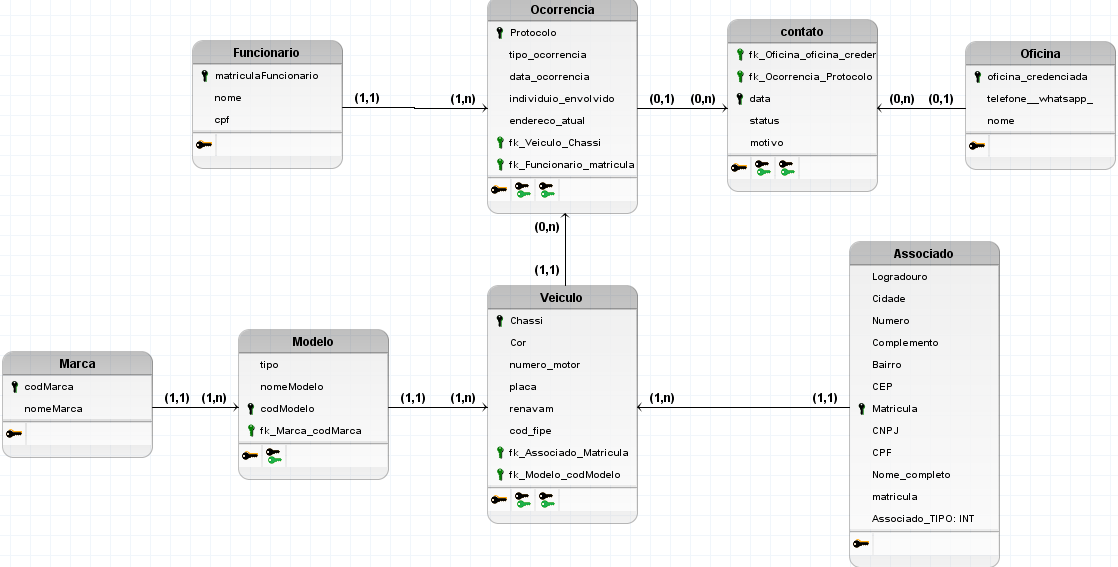 Ocorrencia
Protocolo
tipo_ocorrencia
data_ocorrencia
individuio_envolvido
endereco_atual
fk_Veiculo_Chassi
fk_Funcionario_matricula
contato
fk_Oficina_oficina_creder
fk_Ocorrencia_Protocolo
data
status
motivo
Funcionario
matriculaFuncionario
nome
cpf
Oficina
oficina_credenciada
telefone__whatsapp_
nome
(1,1)
(1,n)
(0,1)
(0,n)
(0,n)
(0,1)
(0,n)
(1,1)
Associado
Logradouro
Cidade
Numero
Complemento
Bairro
CEP
Matricula
CNPJ
CPF
Nome_completo
matricula
Associado_TIPO: INT
Veiculo
Chassi
Cor
numero_motor
placa
renavam
cod_fipe
fk_Associado_Matricula
fk_Modelo_codModelo
Modelo
tipo
nomeModelo
codModelo
fk_Marca_codMarca
Marca
codMarca
nomeMarca
(1,1)
(1,n)
(1,1)
(1,n)
(1,n)
(1,1)